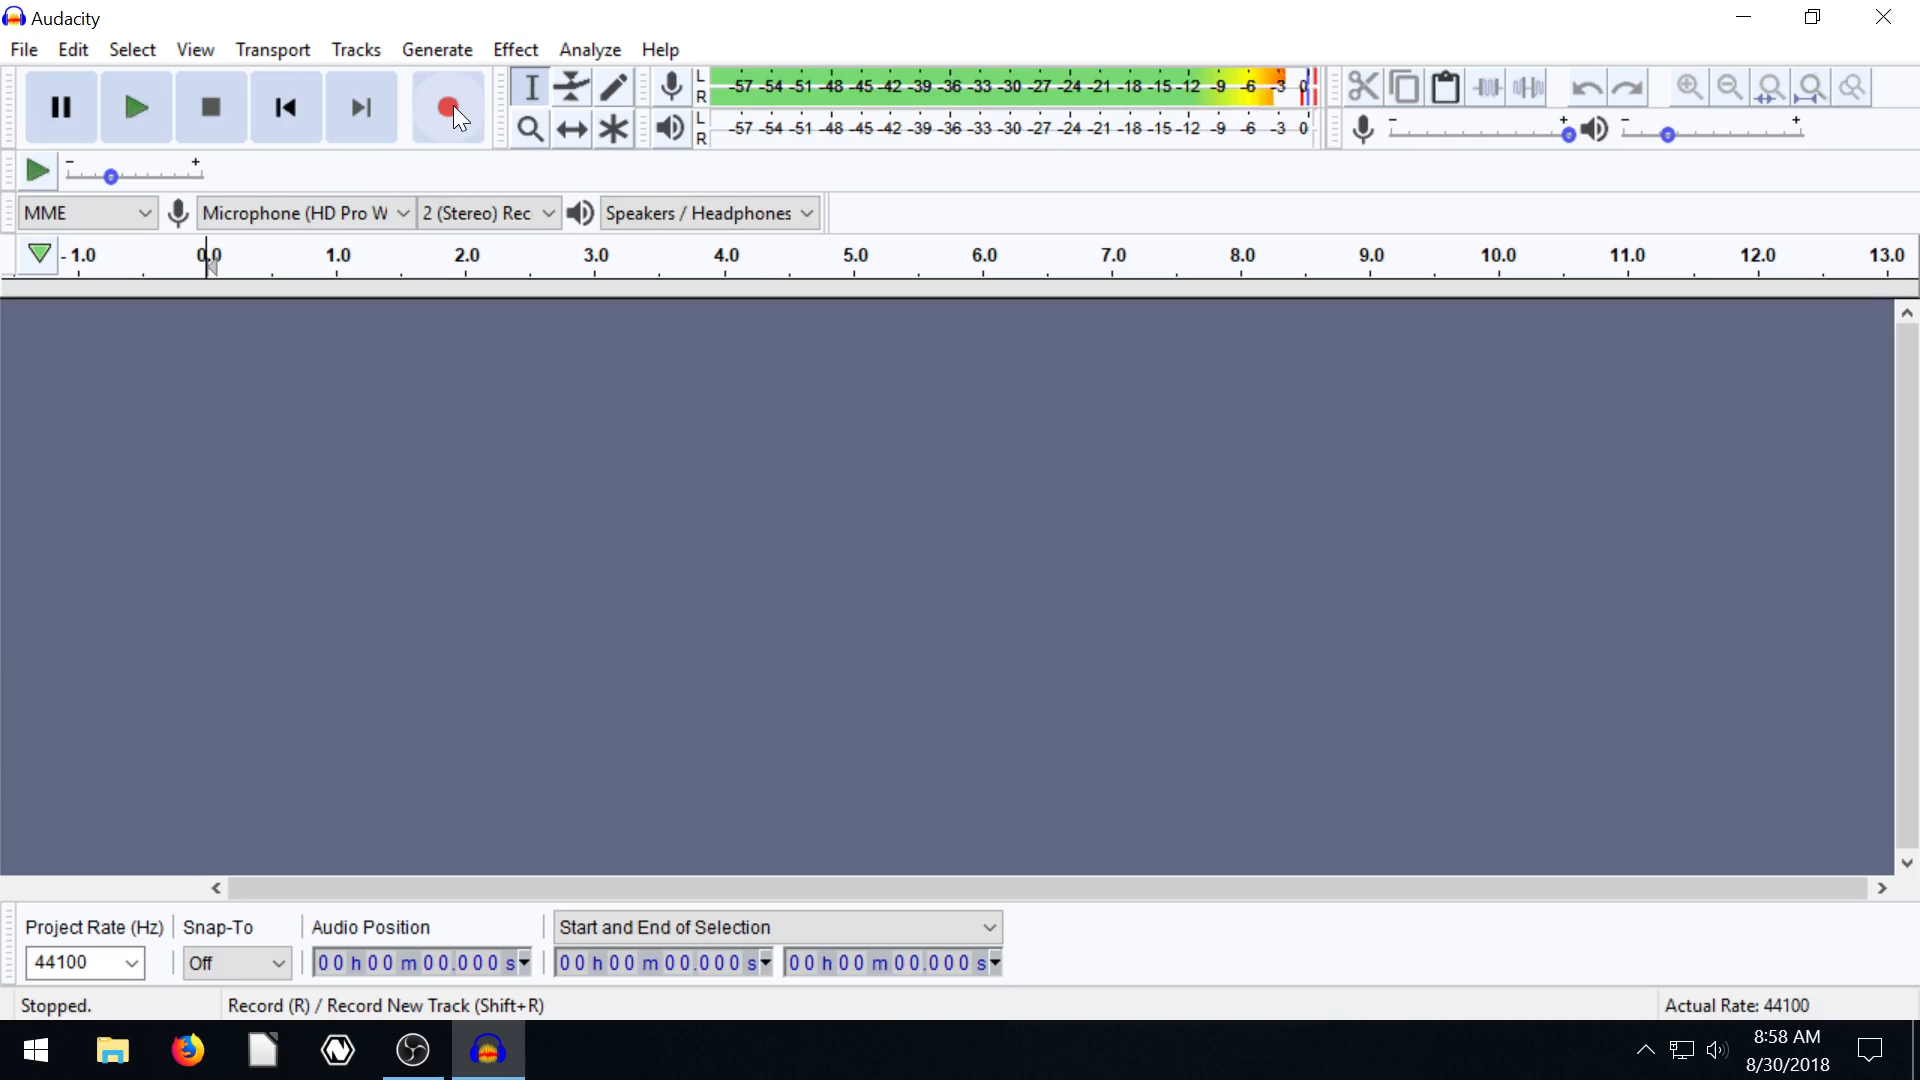 Audacity
File Edit Select View Transport Tracks Generate Effect Analyze Help
L
R
-57 -54 -51 -48 -45 -42 -39 -36 -33 -30 -27 -24 -21 -18 -15 -12 -9 -6 -3 0
L
R
-57 -54 -51 -48 -45 -42 -39 -36 -33 -30 -27 -24 -21 -18 -15 -12 -9 -6 -3 0
- + - +
- +
MME Microphone (HD Pro W 2 (Stereo) Rec Speakers / Headphones
-1.0 0.0 1.0 2.0 3.0 4.0 5.0 6.0 7.0 8.0 9.0 10.0 11.0 12.0 13.0
Project Rate (Hz) Snap-To Audio Position Start and End of Selection
44100 Off 00 h 00 m 00.000 s 00 h 00 m 00.000 s 00 h 00 m 00.000 s
Stopped. Record (R) / Record New Track (Shift+R) Actual Rate: 44100
8:58 AM
8/30/2018